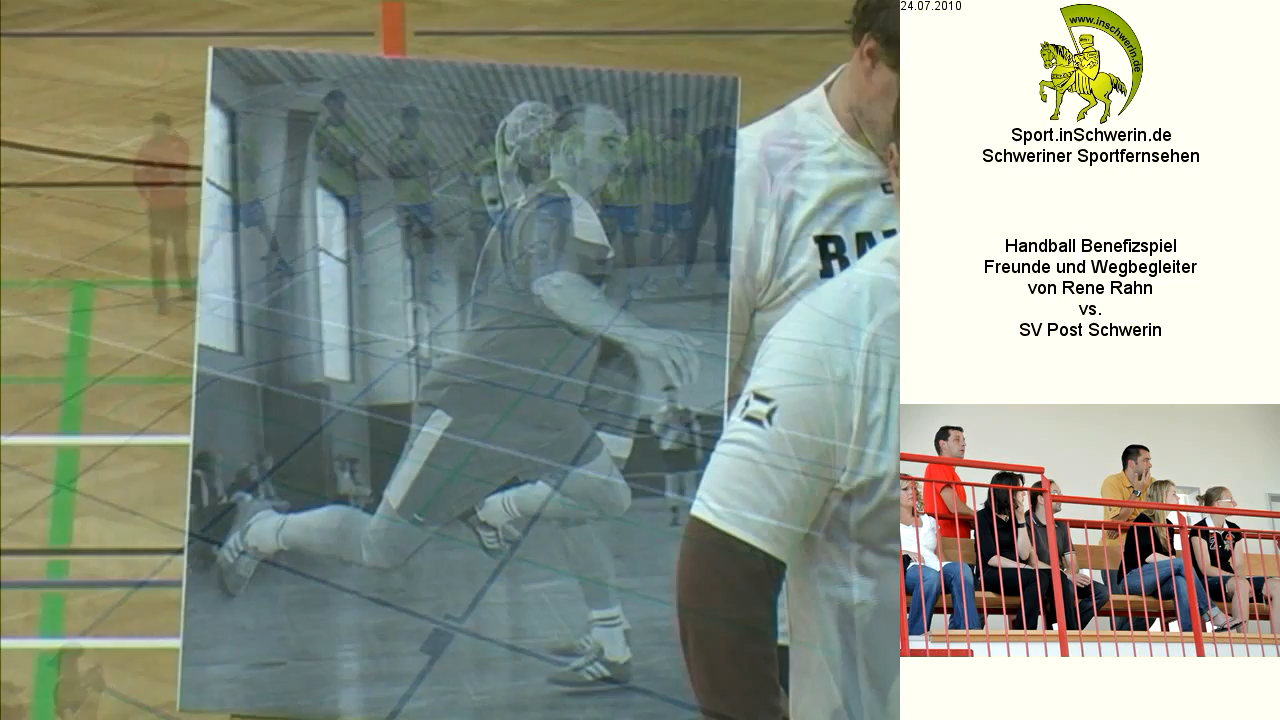 24.07.2010
www.inschwerin.de
Sport.inSchwerin.de
Schweriner Sportfernsehen
Handball Benefizspiel
Freunde und Wegbegleiter
von Rene Rahn
vs.
SV Post Schwerin